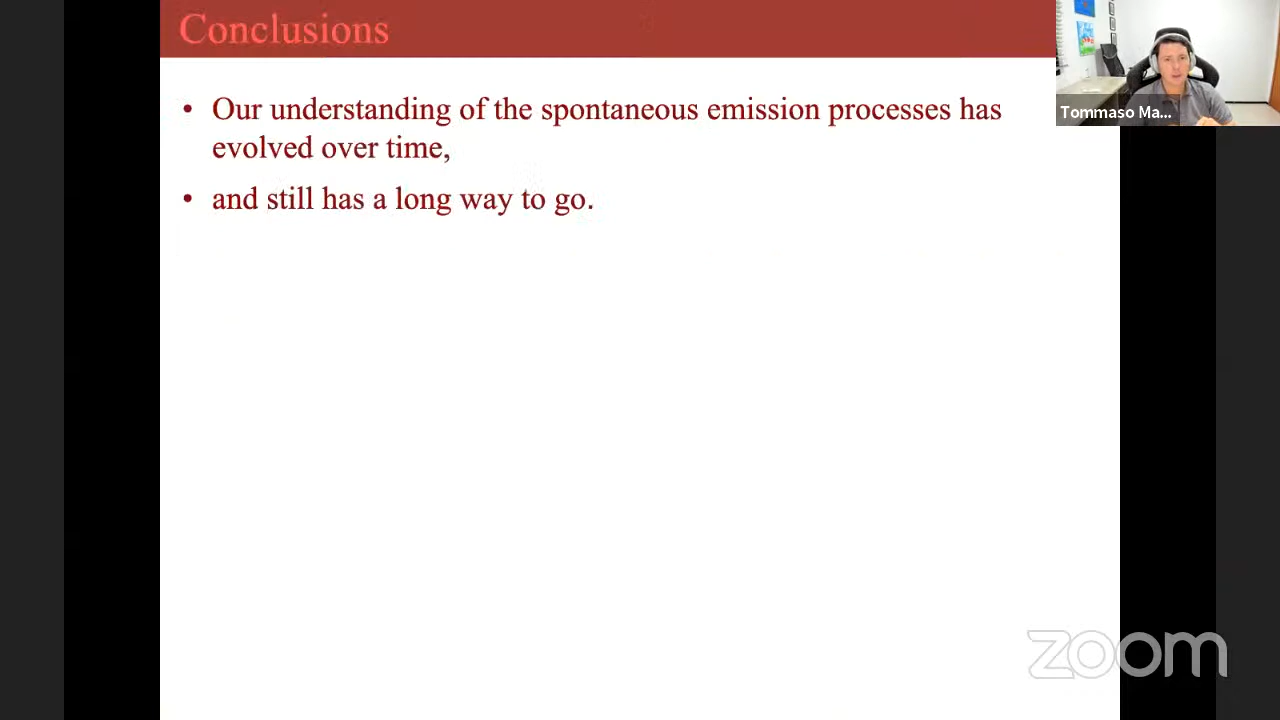 Conclusions
• Our understanding of the spontaneous emission processes has
evolved over time,
• and still has a long way to go.
Tommaso Ma...
zoom